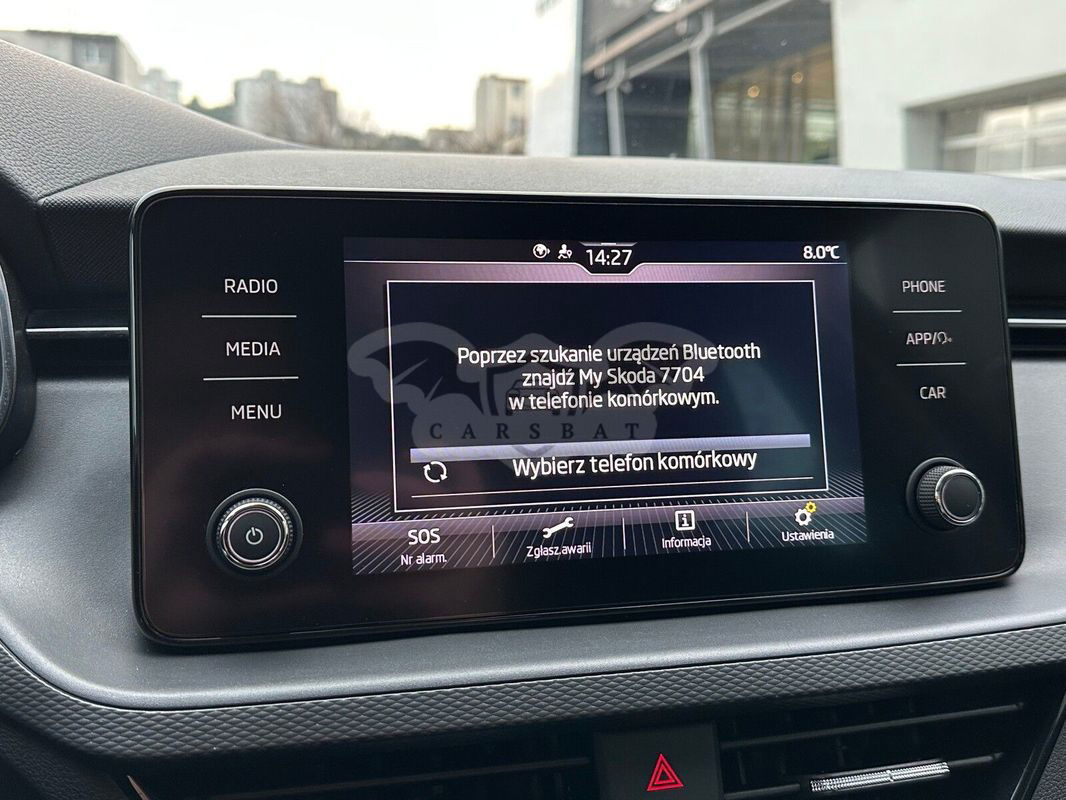 14:27
8.0°C
RADIO
MEDIA
MENU
Poprzez szukanie urządzeń Bluetooth
znajdź My Skoda 7704
w telefonie komórkowym.
CARSBAT
Wybierz telefon komórkowy
SOS
Nr alarm.
Zgłasz.awarii
Informacja
Ustawienia
PHONE
APP/
CAR